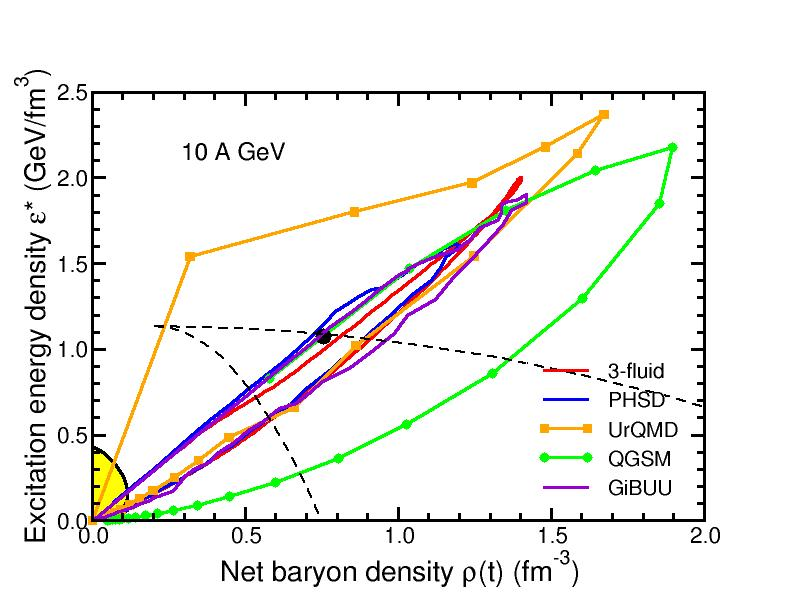 Excitation energy density ε* (GeV/fm³)
2.5
2.0
1.5
1.0
0.5
0.0
10 A GeV
3-fluid
PHSD
UrQMD
QGSM
GiBUU
0.0 0.5 1.0 1.5 2.0
Net baryon density ρ(t) (fm⁻³)